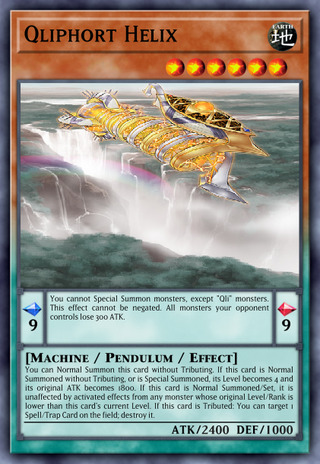 Qliphort Helix
EARTH
地
You cannot Special Summon monsters, except "Qli" monsters.
This effect cannot be negated. All monsters your opponent
controls lose 300 ATK.
9
9
[Machine / Pendulum / Effect]
You can Normal Summon this card without Tributing. If this card is Normal
Summoned without Tributing, or is Special Summoned, its Level becomes 4 and
its original ATK becomes 1800. If this card is Normal Summoned/Set, it is
unaffected by activated effects from any monster whose original Level/Rank is
lower than this card's current Level. If this card is Tributed: You can target 1
Spell/Trap Card on the field; destroy it.
ATK/2400 DEF/1000